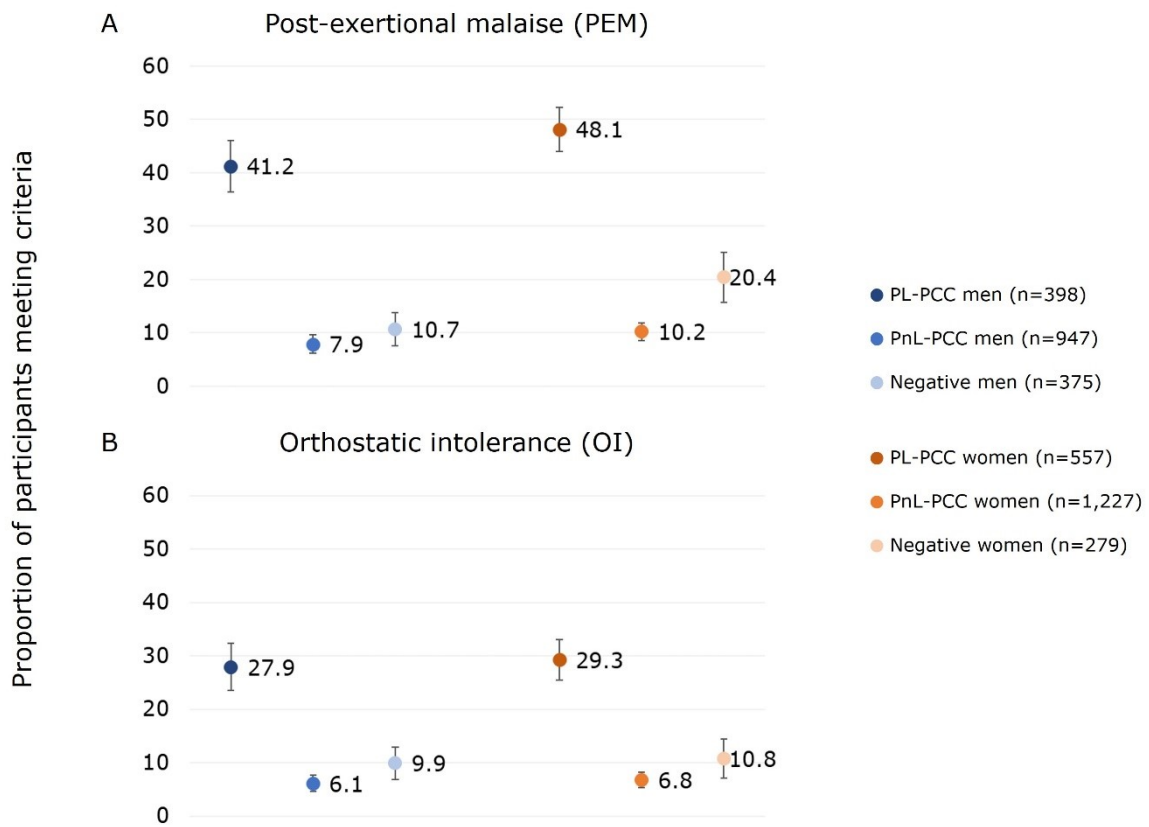 A Post-exertional malaise (PEM)
60
50
40
30
20
10
0
41.2
7.9
10.7
48.1
10.2
20.4
B Orthostatic intolerance (OI)
60
50
40
30
20
10
0
27.9
6.1
9.9
29.3
6.8
10.8
Proportion of participants meeting criteria
PL-PCC men (n=398)
PnL-PCC men (n=947)
Negative men (n=375)
PL-PCC women (n=557)
PnL-PCC women (n=1,227)
Negative women (n=279)